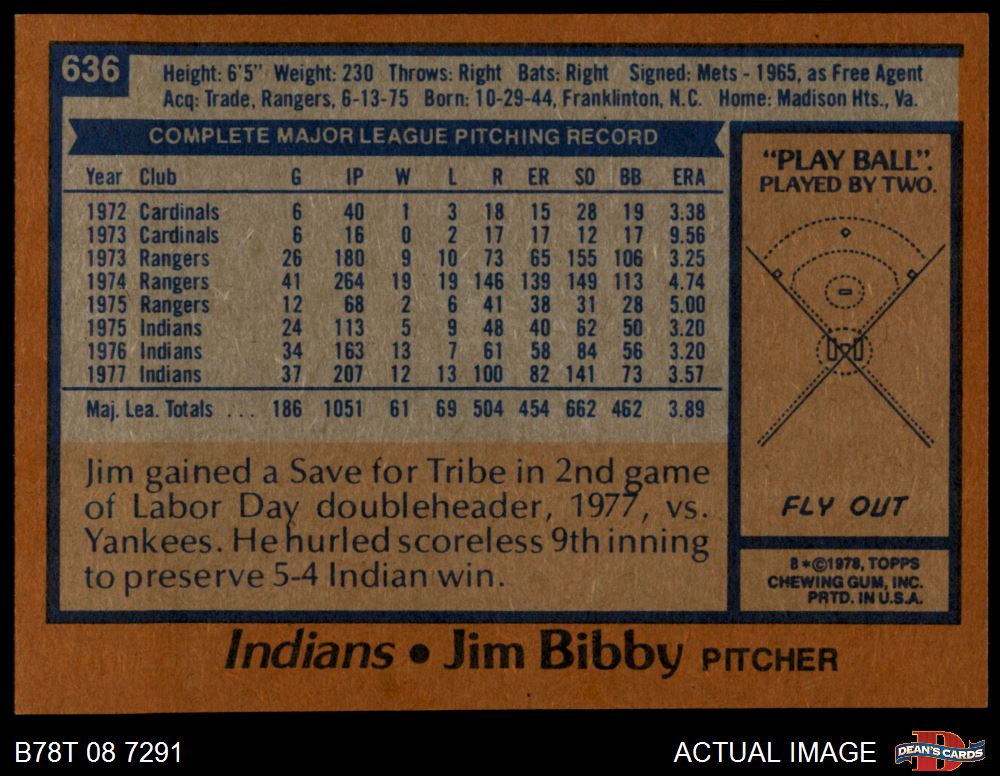 636
Height: 6'5" Weight: 230 Throws: Right Bats: Right Signed: Mets - 1965, as Free Agent
Acq: Trade, Rangers, 6-13-75 Born: 10-29-44, Franklinton, N.C. Home: Madison Hts., Va.
COMPLETE MAJOR LEAGUE PITCHING RECORD
Year Club G IP W L R ER SO BB ERA
1972 Cardinals 6 40 1 3 18 15 28 19 3.38
1973 Cardinals 6 16 0 2 17 17 12 17 9.56
1973 Rangers 26 180 9 10 73 65 155 106 3.25
1974 Rangers 41 264 19 19 146 139 149 113 4.74
1975 Rangers 12 68 2 6 41 38 31 28 5.00
1975 Indians 24 113 5 9 48 40 62 50 3.20
1976 Indians 34 163 13 7 61 58 84 56 3.20
1977 Indians 37 207 12 13 100 82 141 73 3.57
Maj. Lea. Totals ... 186 1051 61 69 504 454 662 462 3.89
Jim gained a Save for Tribe in 2nd game
of Labor Day doubleheader, 1977, vs.
Yankees. He hurled scoreless 9th inning
to preserve 5-4 Indian win.
"PLAY BALL".
PLAYED BY TWO.
FLY OUT
B*©1978, TOPPS
CHEWING GUM, INC.
PRTD. IN U.S.A.
Indians • Jim Bibby PITCHER
B78T 08 7291
ACTUAL IMAGE
DEAN'S CARDS